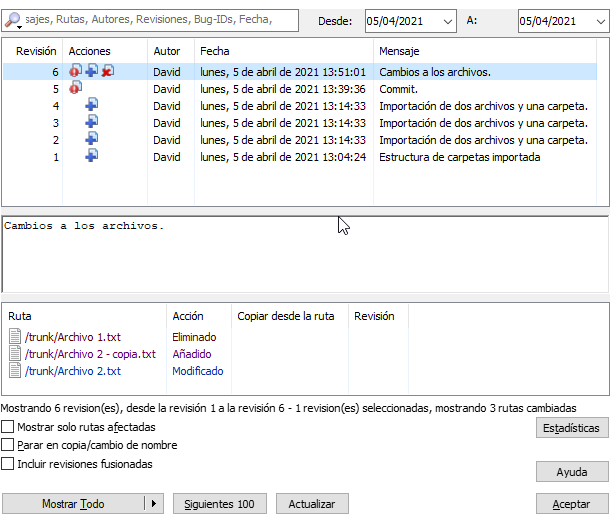 sajes, Rutas, Autores, Revisiones, Bug-IDs, Fecha, Desde: 05/04/2021 A: 05/04/2021
Revisión Acciones Autor Fecha Mensaje
6 David lunes, 5 de abril de 2021 13:51:01 Cambios a los archivos.
5 David lunes, 5 de abril de 2021 13:39:36 Commit.
4 David lunes, 5 de abril de 2021 13:14:33 Importación de dos archivos y una carpeta.
3 David lunes, 5 de abril de 2021 13:14:33 Importación de dos archivos y una carpeta.
2 David lunes, 5 de abril de 2021 13:14:33 Importación de dos archivos y una carpeta.
1 David lunes, 5 de abril de 2021 13:04:24 Estructura de carpetas importada
Cambios a los archivos.
Ruta Acción Copiar desde la ruta Revisión
/trunk/Archivo 1.txt Eliminado
/trunk/Archivo 2 - copia.txt Añadido
/trunk/Archivo 2.txt Modificado
Mostrando 6 revision(es), desde la revisión 1 a la revisión 6 - 1 revision(es) seleccionadas, mostrando 3 rutas cambiadas
Mostrar solo rutas afectadas
Estadísticas
Parar en copia/cambio de nombre
Incluir revisiones fusionadas
Ayuda
Mostrar Todo Siguientes 100 Actualizar Aceptar